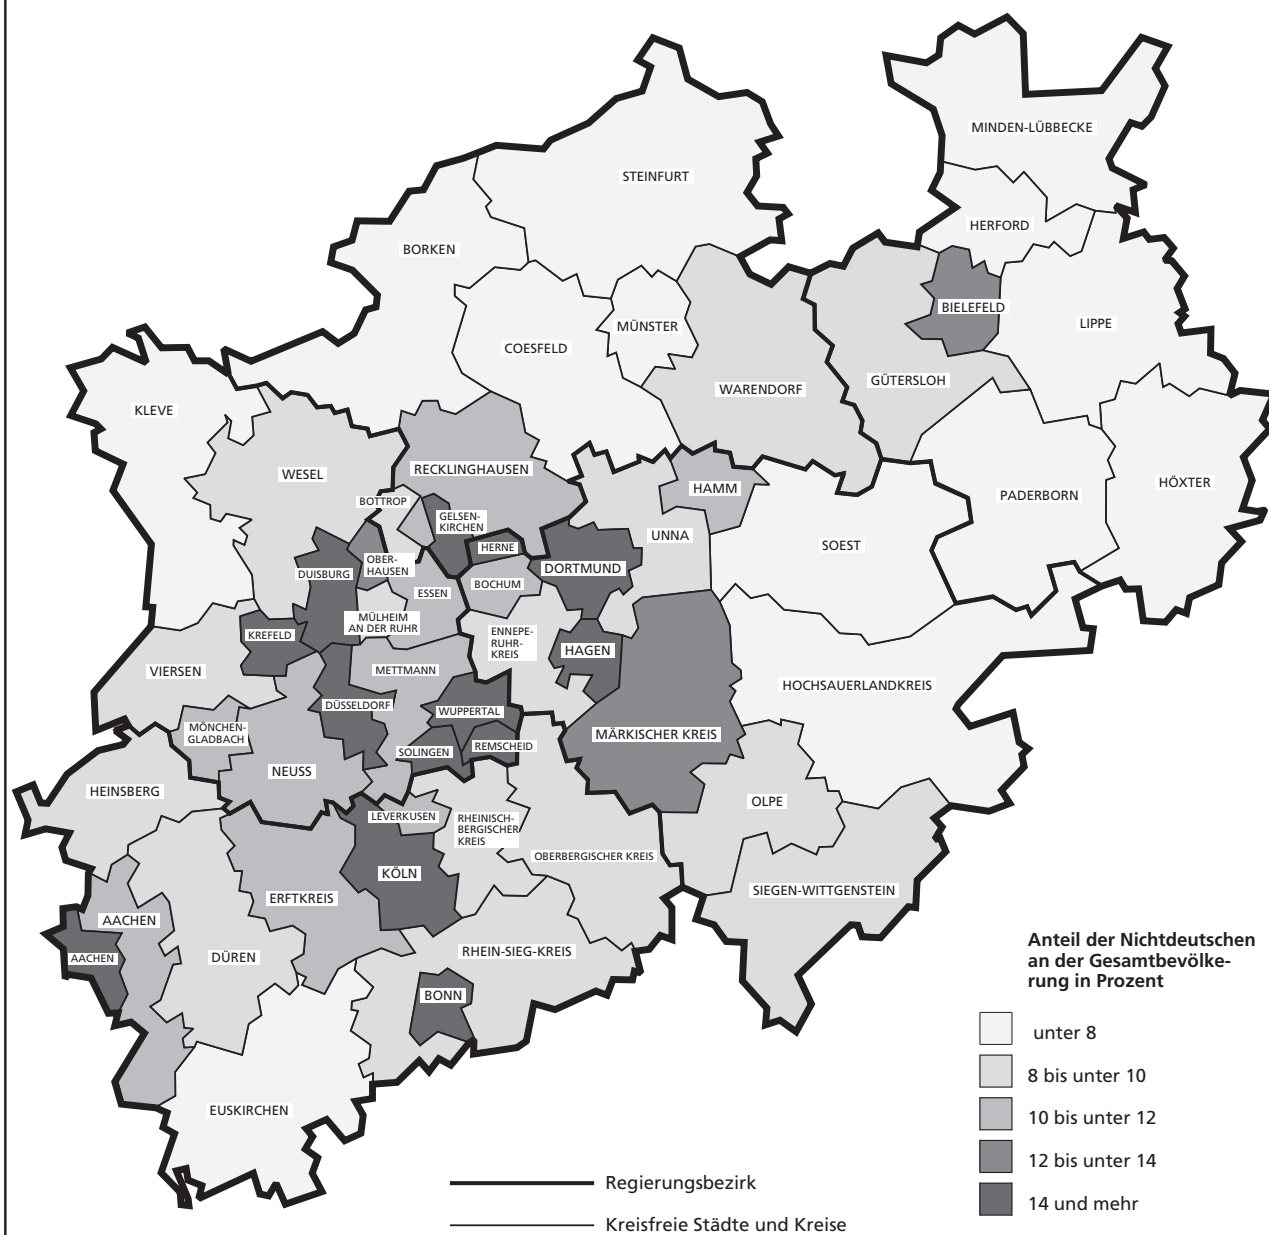 MINDEN-LÜBBECKE
STEINFURT
HERFORD
BORKEN
BIELEFELD
LIPPE
MÜNSTER
COESFELD
GÜTERSLOH
WARENDORF
KLEVE
RECKLINGHAUSEN
WESEL
HÖXTER
HAMM
PADERBORN
BOTTROP
GELSEN-
KIRCHEN
UNNA
SOEST
HERNE
OBER-
HAUSEN
DUISBURG
DORTMUND
BOCHUM
ESSEN
MÜLHEIM
AN DER RUHR
KREFELD
ENNEPE-
RUHR-
KREIS
HAGEN
VIERSEN
METTMANN
HOCHSAUERLANDKREIS
DÜSSELDORF
WUPPERTAL
MÖNCHEN-
GLADBACH
MÄRKISCHER KREIS
SOLINGEN
REMSCHEID
NEUSS
HEINSBERG
OLPE
LEVERKUSEN
RHEINISCH-
BERGISCHER
KREIS
OBERBERGISCHER KREIS
KÖLN
SIEGEN-WITTGENSTEIN
ERFTKREIS
AACHEN
RHEIN-SIEG-KREIS
DÜREN
AACHEN
BONN
EUSKIRCHEN
Anteil der Nichtdeutschen
an der Gesamtbevölke-
rung in Prozent
unter 8
8 bis unter 10
10 bis unter 12
12 bis unter 14
14 und mehr
Regierungsbezirk
Kreisfreie Städte und Kreise